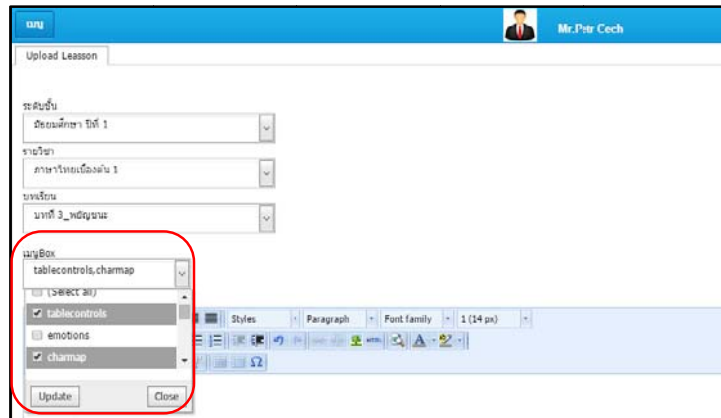 เมนู
Mr.Petr Cech
Upload Leasson
ระดับชั้น
มัธยมศึกษา ปีที่ 1
รายวิชา
ภาษาไทยเบื้องต้น 1
บทเรียน
บทที่ 3_พยัญชนะ
เมนูBox
tablecontrols,charmap
(Select all)
tablecontrols
Styles Paragraph Font family 1 (14 px)
emotions
HTML
charmap
Ω
Update Close